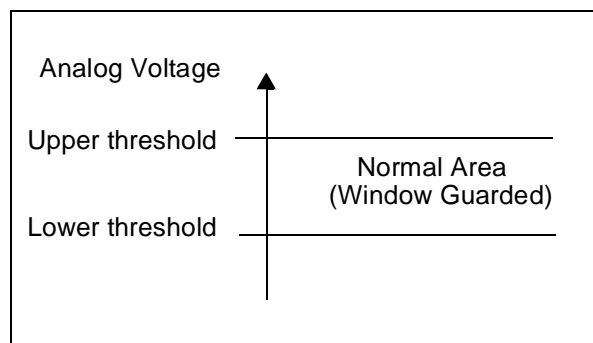 Analog Voltage
Upper threshold
Normal Area
(Window Guarded)
Lower threshold